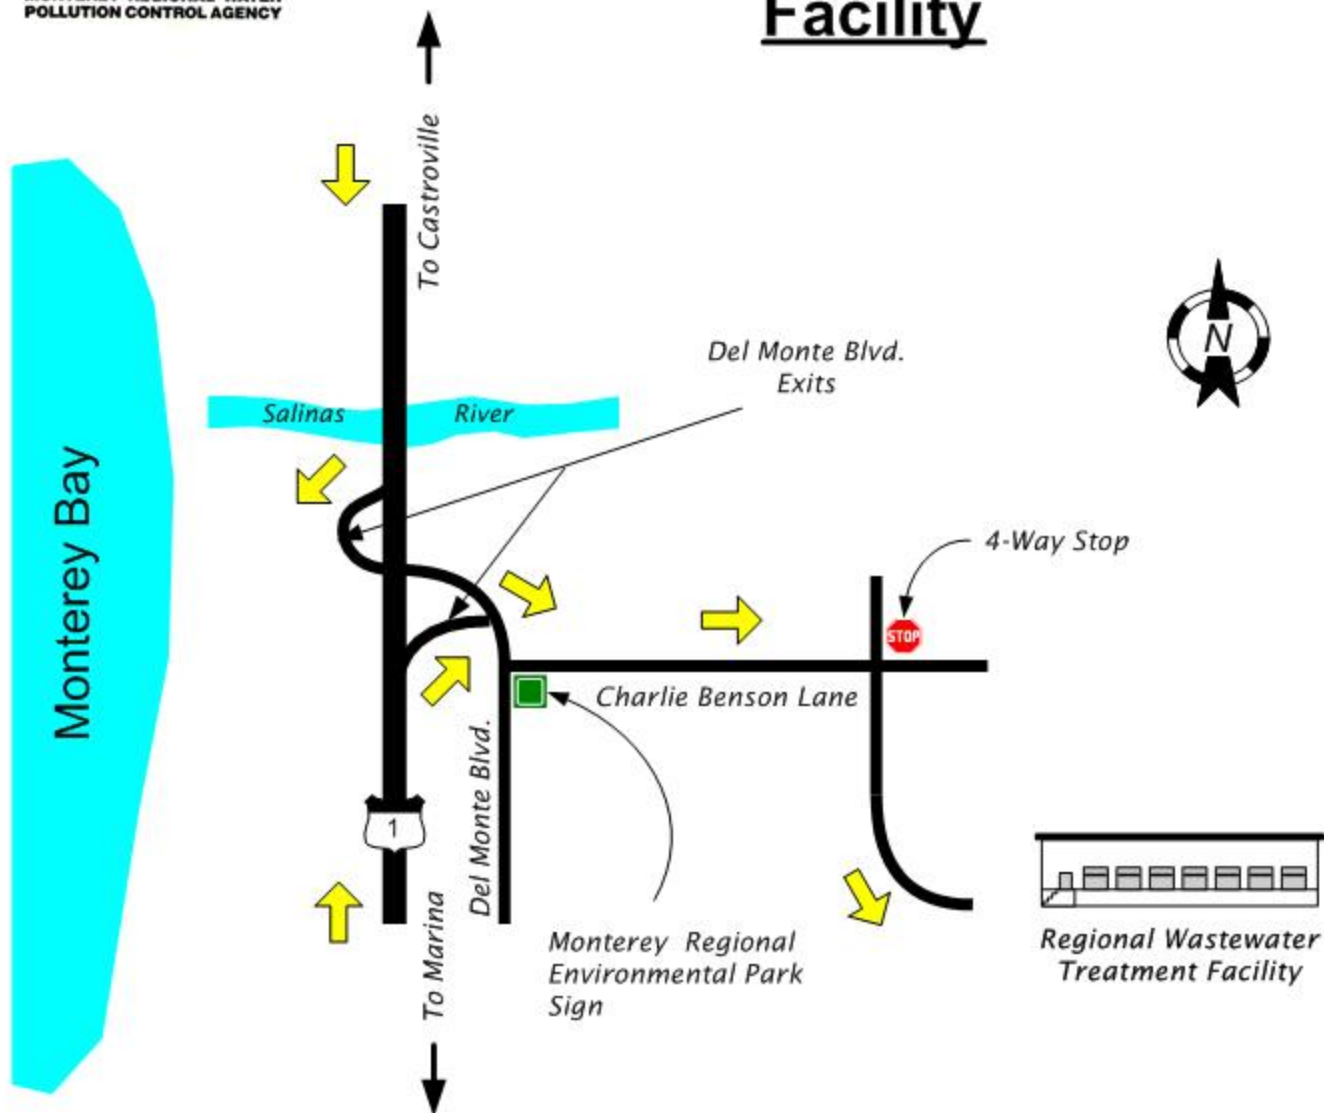 POLLUTION CONTROL AGENCY
Facility
To Castroville
Del Monte Blvd.
Exits
N
Salinas River
Monterey Bay
4-Way Stop
STOP
Charlie Benson Lane
Del Monte Blvd.
1
To Marina
Monterey Regional
Environmental Park
Sign
Regional Wastewater
Treatment Facility